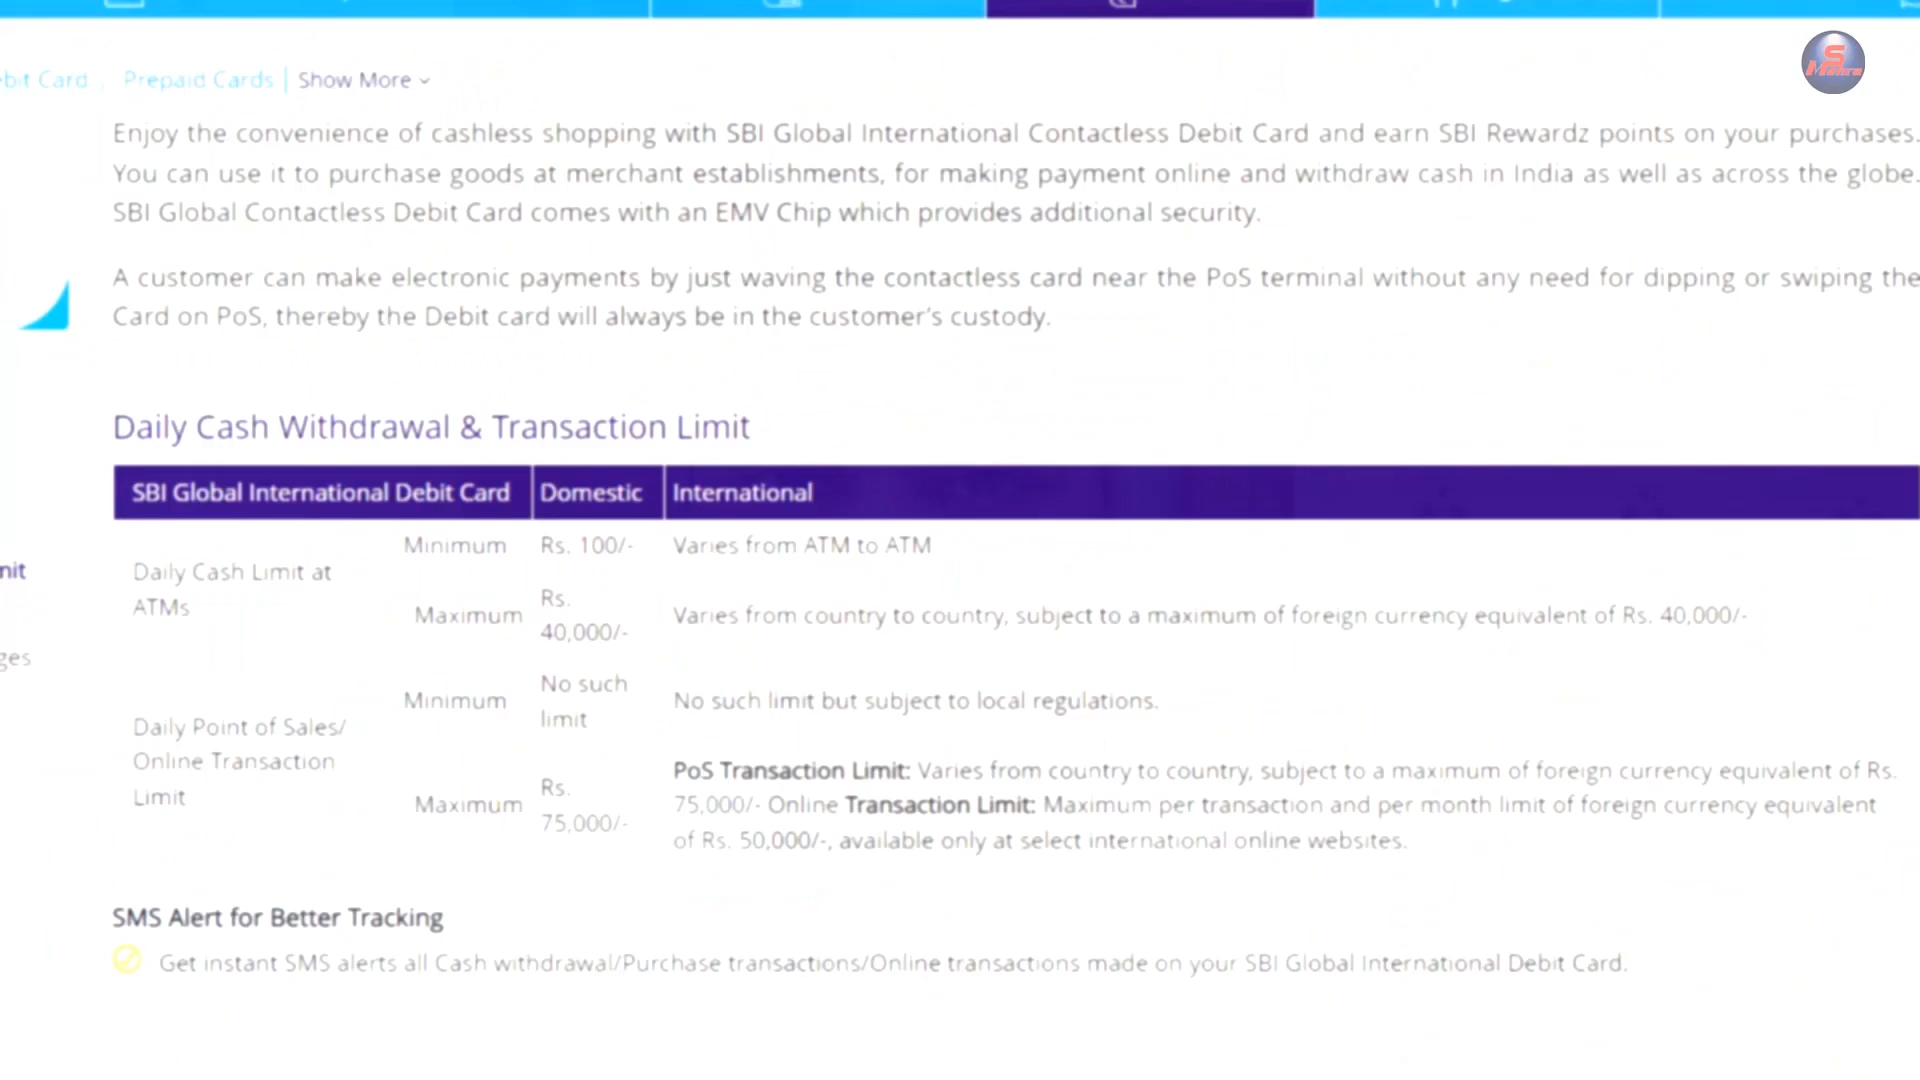 bit Card
Prepaid Cards
Show More
Enjoy the convenience of cashless shopping with SBI Global International Contactless Debit Card and earn SBI Rewardz points on your purchases.
You can use it to purchase goods at merchant establishments, for making payment online and withdraw cash in India as well as across the globe.
SBI Global Contactless Debit Card comes with an EMV Chip which provides additional security.
A customer can make electronic payments by just waving the contactless card near the PoS terminal without any need for dipping or swiping the
Card on PoS, thereby the Debit card will always be in the customer's custody.
Daily Cash Withdrawal & Transaction Limit
SBI Global International Debit Card Domestic International
Daily Cash Limit at
ATMs
Minimum Rs. 100/- Varies from ATM to ATM
Maximum
Rs.
40,000/-
Varies from country to country, subject to a maximum of foreign currency equivalent of Rs. 40,000/-
nit
ges
Daily Point of Sales/
Online Transaction
Limit
Minimum
No such
limit
No such limit but subject to local regulations.
Maximum
Rs.
75,000/-
PoS Transaction Limit: Varies from country to country, subject to a maximum of foreign currency equivalent of Rs.
75,000/- Online Transaction Limit: Maximum per transaction and per month limit of foreign currency equivalent
of Rs. 50,000/-, available only at select international online websites.
SMS Alert for Better Tracking
Get instant SMS alerts all Cash withdrawal/Purchase transactions/Online transactions made on your SBI Global International Debit Card.